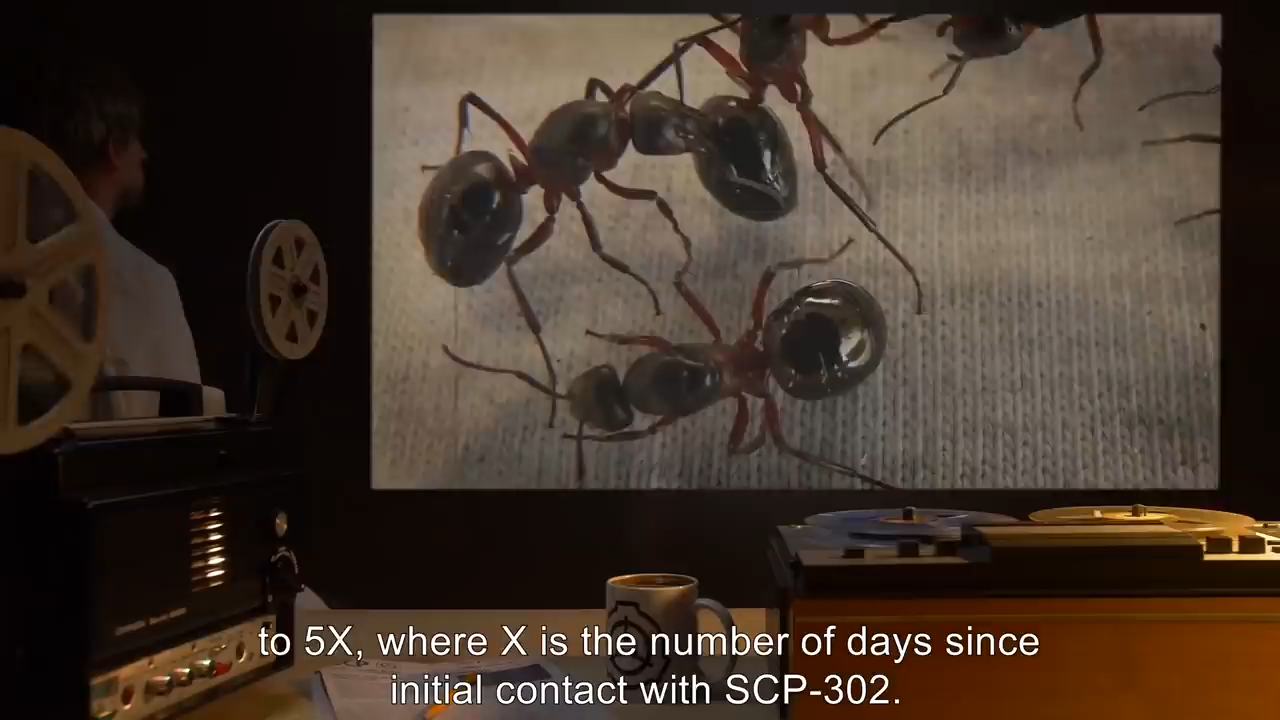 to 5X, where X is the number of days since
initial contact with SCP-302.